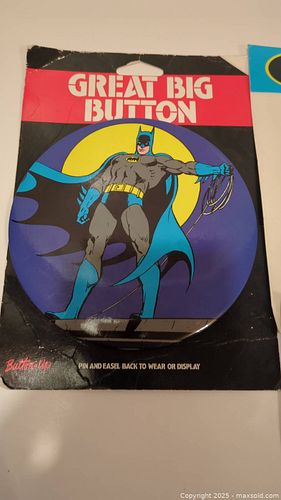 GREAT BIG
BUTTON
Button-Up
PIN AND EASEL BACK TO WEAR OR DISPLAY
Copyright © 2025 - maxsold.com